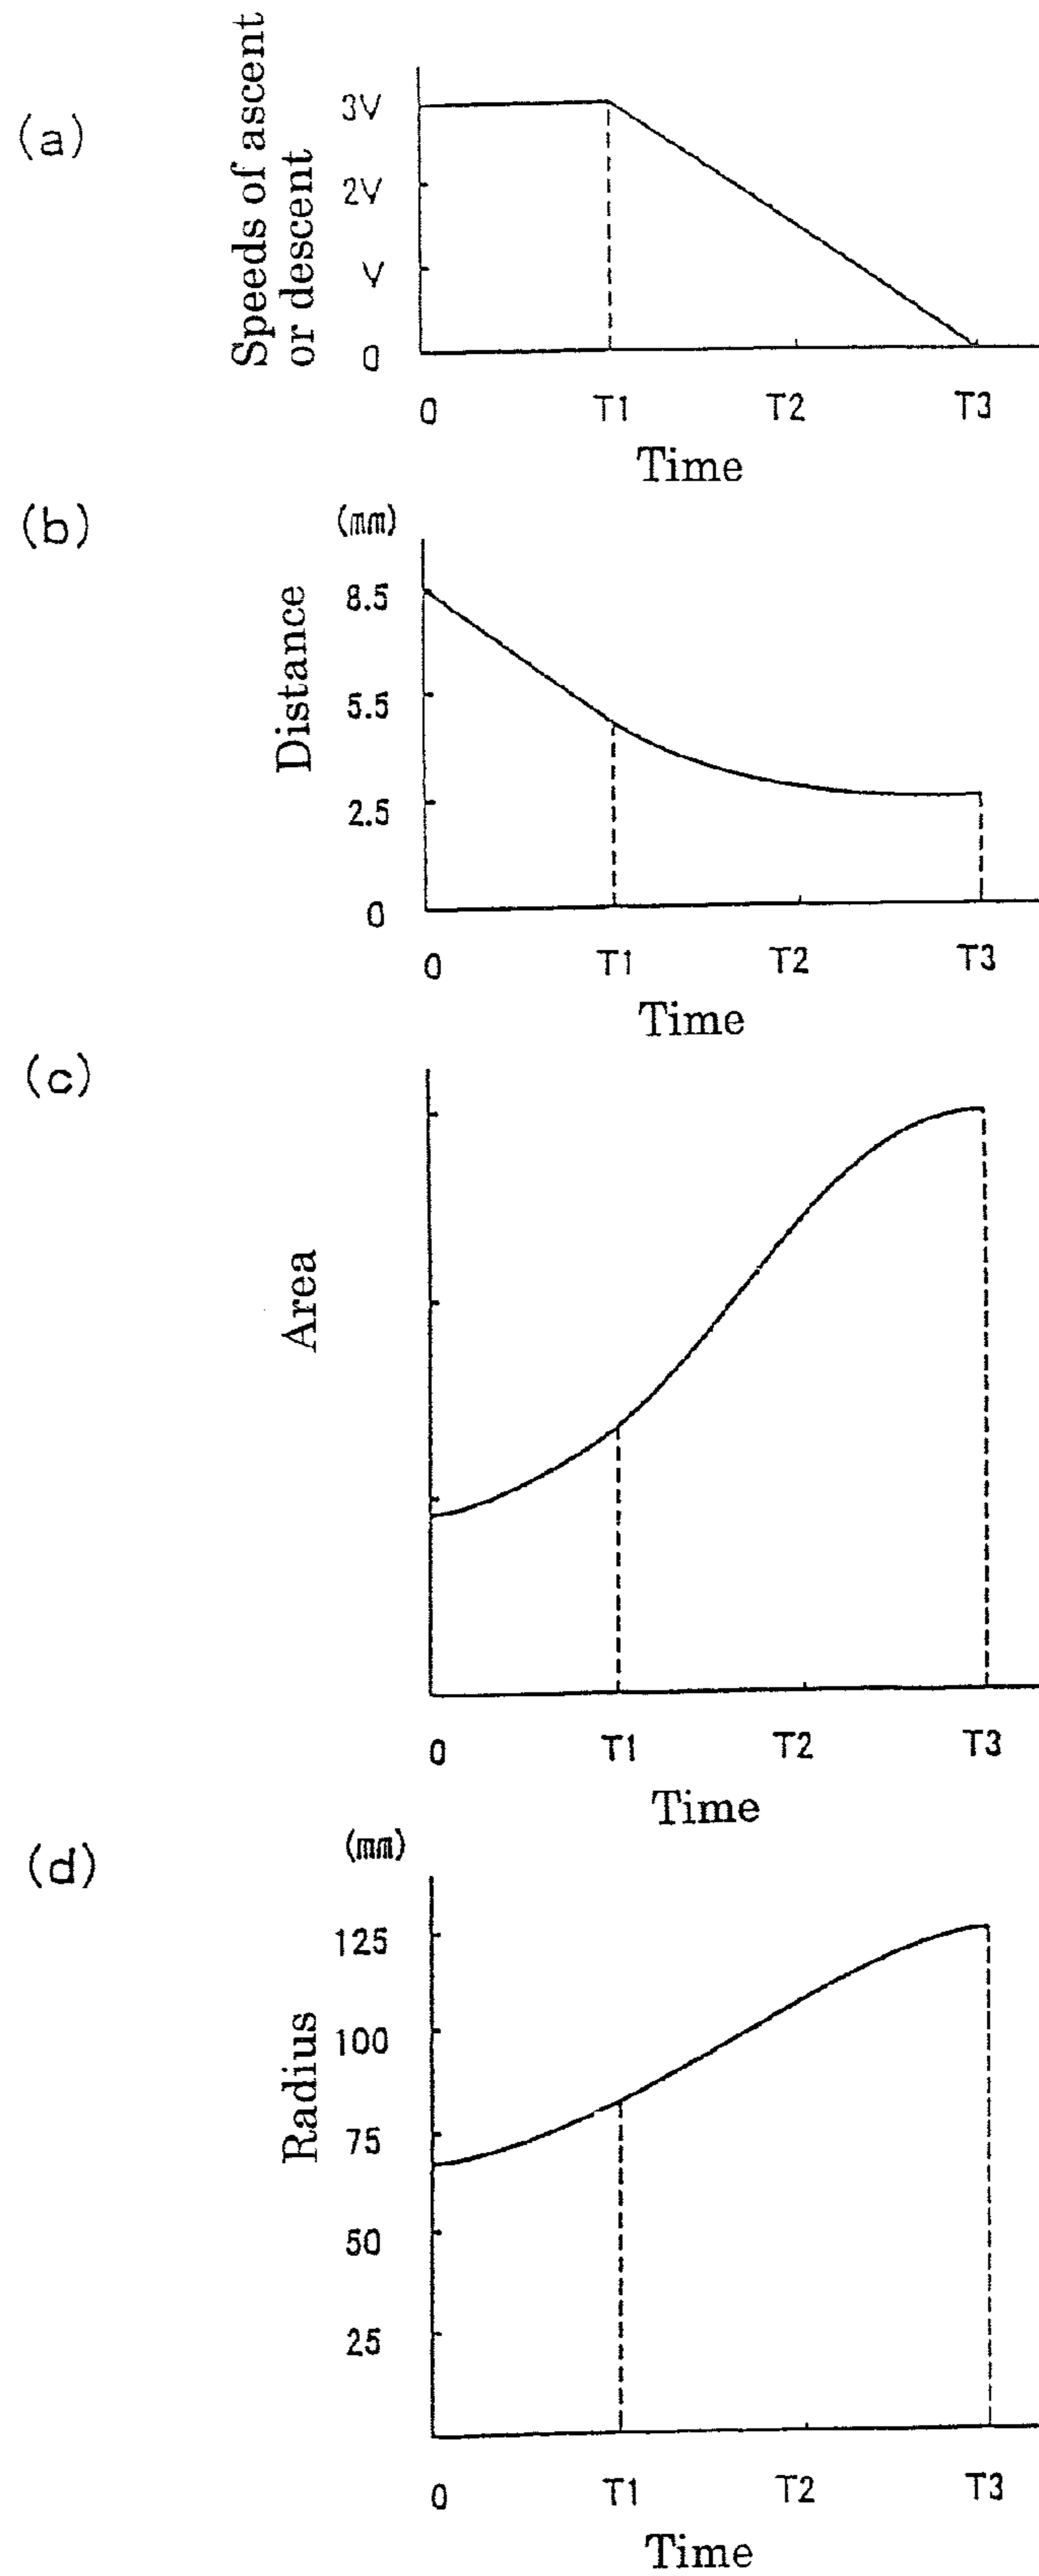 (a)
Speeds of ascent
or descent
3V
2V
V
0
0 T1 T2 T3
Time
(b)
(mm)
Distance
8.5
5.5
2.5
0
0 T1 T2 T3
Time
(c)
Area
0 T1 T2 T3
Time
(d)
(mm)
Radius
125
100
75
50
25
0 T1 T2 T3
Time